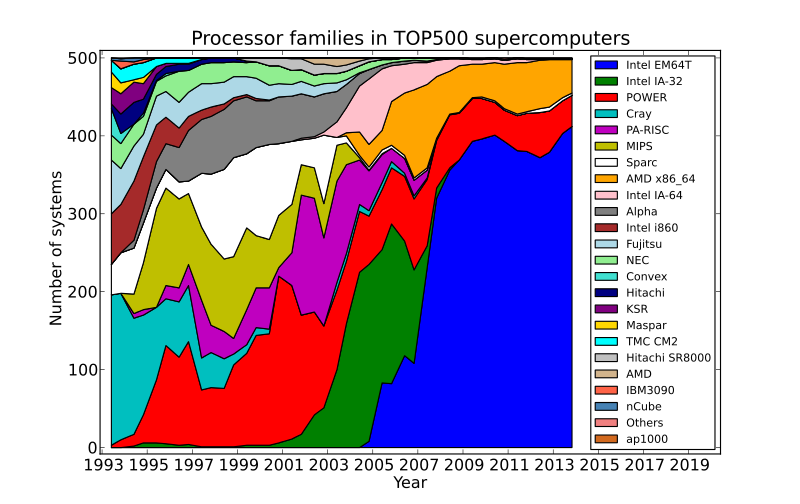 Processor families in TOP500 supercomputers
500
400
300
200
100
0
Number of systems
1993 1995 1997 1999 2001 2003 2005 2007 2009 2011 2013 2015 2017 2019
Year
Intel EM64T
Intel IA-32
POWER
Cray
PA-RISC
MIPS
Sparc
AMD x86_64
Intel IA-64
Alpha
Intel i860
Fujitsu
NEC
Convex
Hitachi
KSR
Maspar
TMC CM2
Hitachi SR8000
AMD
IBM3090
nCube
Others
ap1000